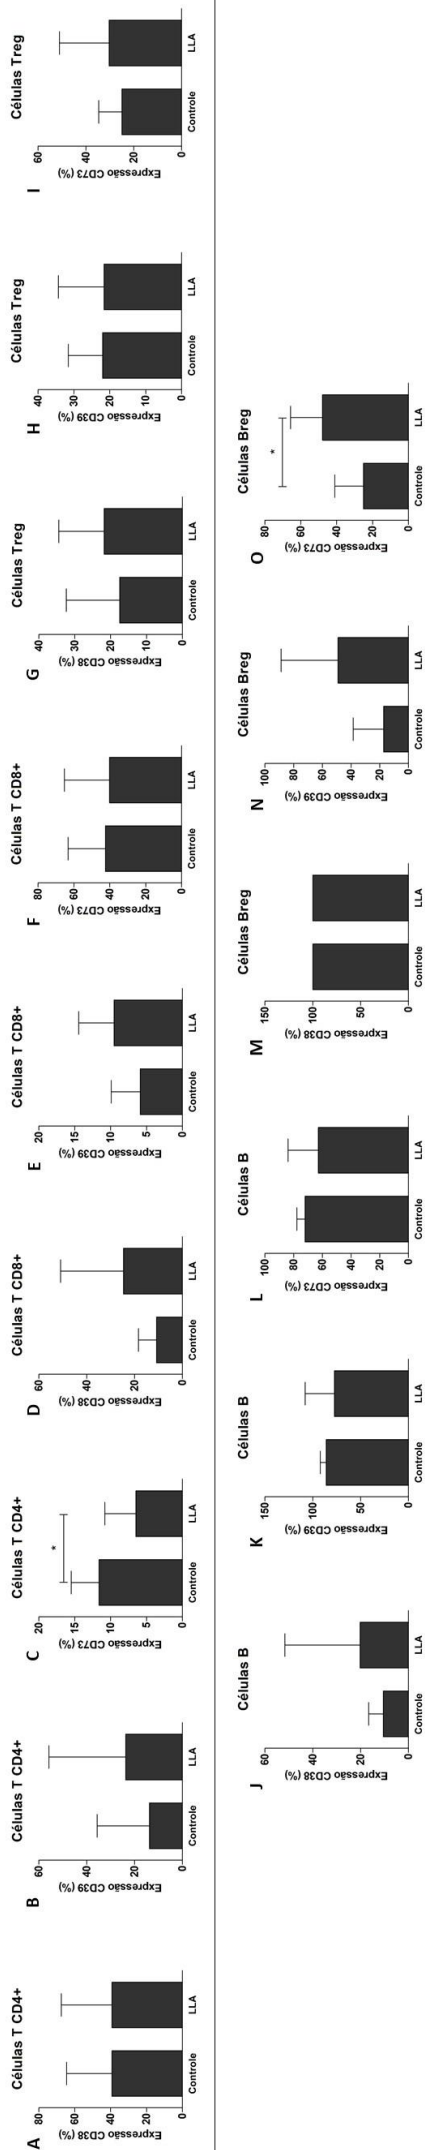 A
Células T CD4+
Expressão CD38 (%)
80
60
40
20
0
Controle
LLA
B
Células T CD4+
Expressão CD39 (%)
60
40
20
0
Controle
LLA
C
Células T CD4+
Expressão CD73 (%)
20
15
10
5
0
*
Controle
LLA
D
Células T CD8+
Expressão CD38 (%)
60
40
20
0
Controle
LLA
E
Células T CD8+
Expressão CD39 (%)
20
15
10
5
0
Controle
LLA
F
Células T CD8+
Expressão CD73 (%)
80
60
40
20
0
Controle
LLA
G
Células Treg
Expressão CD38 (%)
40
30
20
10
0
Controle
LLA
H
Células Treg
Expressão CD39 (%)
40
30
20
10
0
Controle
LLA
I
Células Treg
Expressão CD73 (%)
60
40
20
0
Controle
LLA
J
Células B
Expressão CD38 (%)
60
40
20
0
Controle
LLA
K
Células B
Expressão CD39 (%)
150
100
50
0
Controle
LLA
L
Células B
Expressão CD73 (%)
100
80
60
40
20
0
Controle
LLA
M
Células Breg
Expressão CD38 (%)
150
100
50
0
Controle
LLA
N
Células Breg
Expressão CD39 (%)
100
80
60
40
20
0
Controle
LLA
O
Células Breg
Expressão CD73 (%)
80
60
40
20
0
*
Controle
LLA